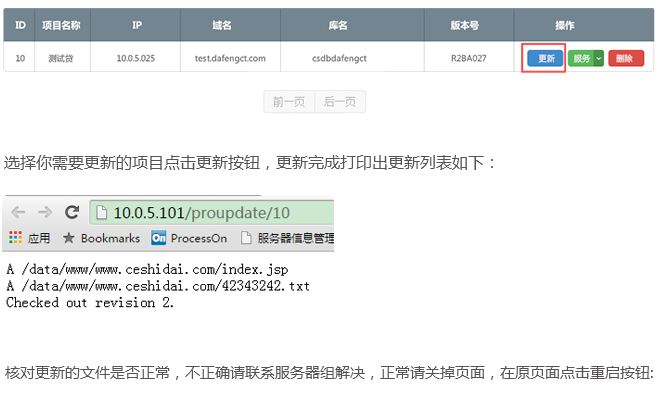 ID 项目名称 IP 域名 库名 版本号 操作
10 测试贷 10.0.5.025 test.dafengct.com csdbdafengct R2BA027 更新 服务 删除
前一页 后一页
选择你需要更新的项目点击更新按钮，更新完成打印出更新列表如下：
10.0.5.101/proupdate/10
应用 Bookmarks On ProcessOn 服务器信息管理
A /data/www/www.ceshidai.com/index.jsp
A /data/www/www.ceshidai.com/42343242.txt
Checked out revision 2.
核对更新的文件是否正常，不正确请联系服务器组解决，正常请关掉页面，在原页面点击重启按钮: